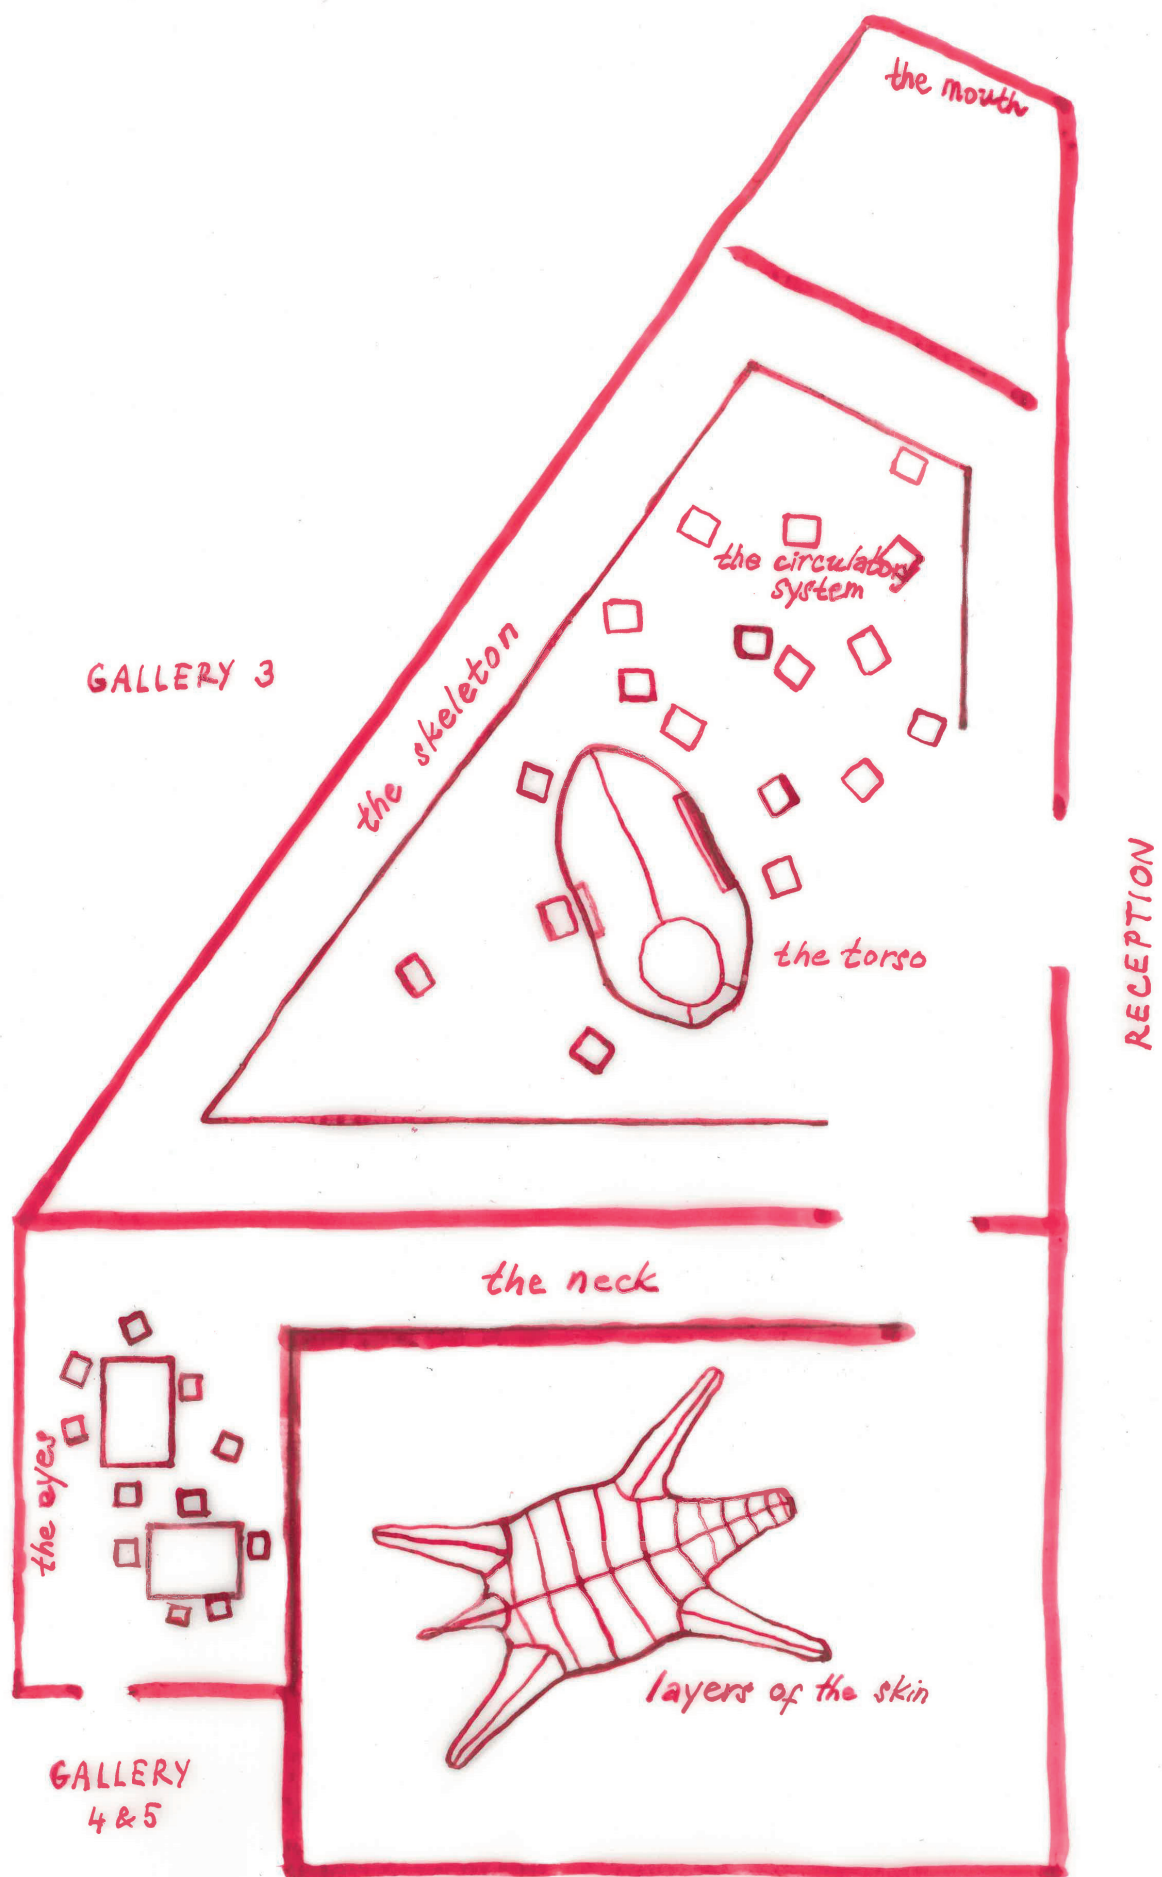 the mouth
the circulatory
system
the skeleton
GALLERY 3
the torso
RECEPTION
the neck
the eyes
layers of the skin
GALLERY
4 & 5